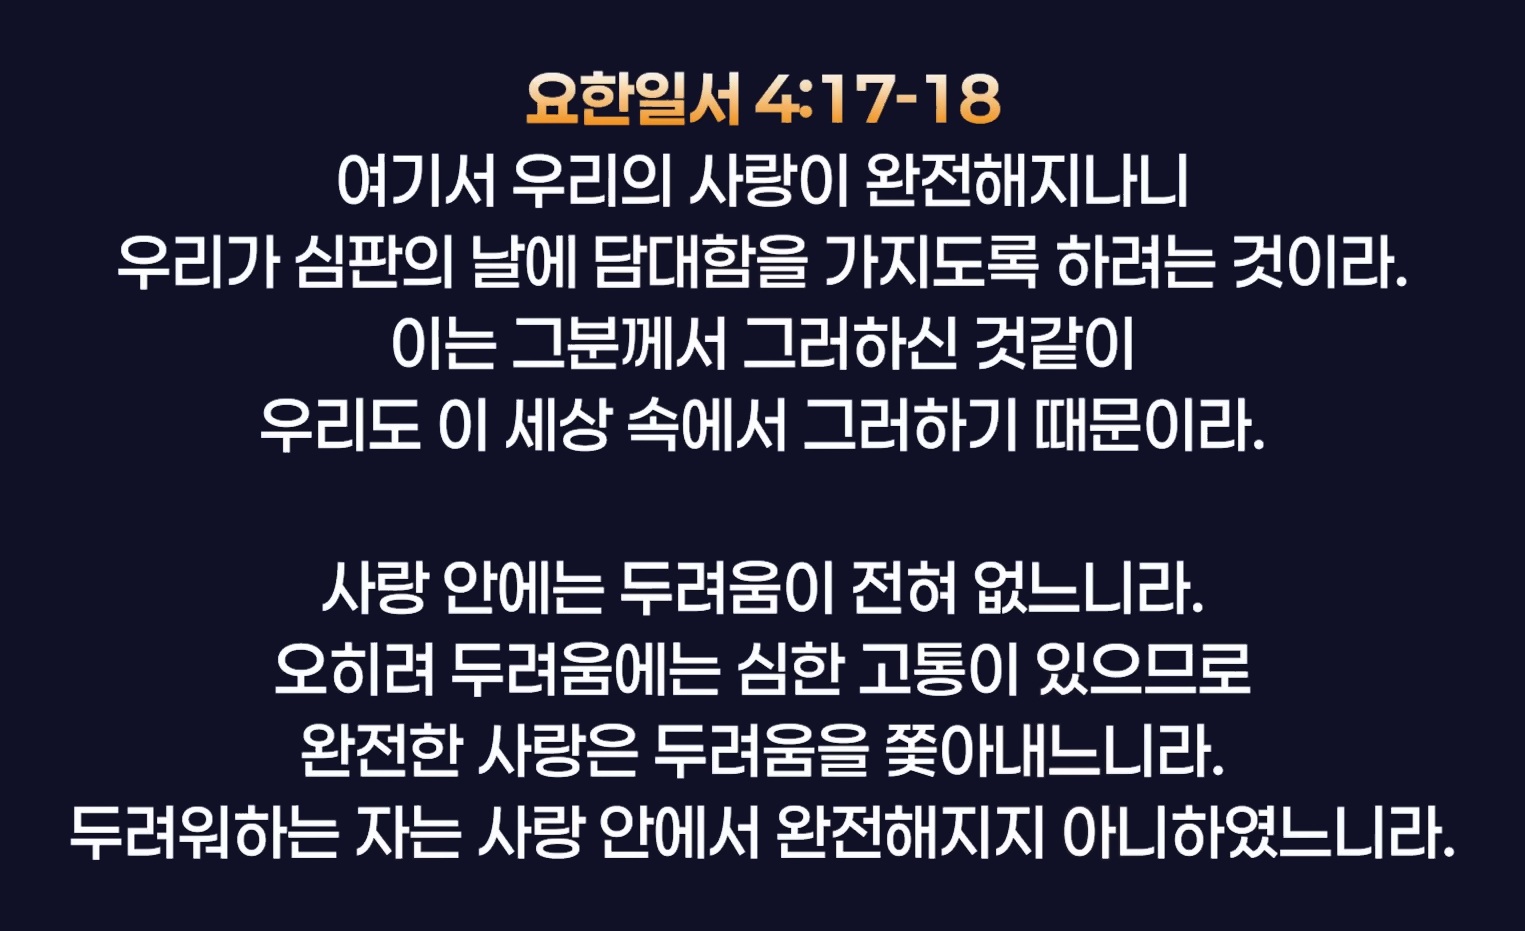 요한일서 4:17-18
여기서 우리의 사랑이 완전해지나니
우리가 심판의 날에 담대함을 가지도록 하려는 것이라.
이는 그분께서 그러하신 것같이
우리도 이 세상 속에서 그러하기 때문이라.
사랑 안에는 두려움이 전혀 없느니라.
오히려 두려움에는 심한 고통이 있으므로
완전한 사랑은 두려움을 쫓아내느니라.
두려워하는 자는 사랑 안에서 완전해지지 아니하였느니라.